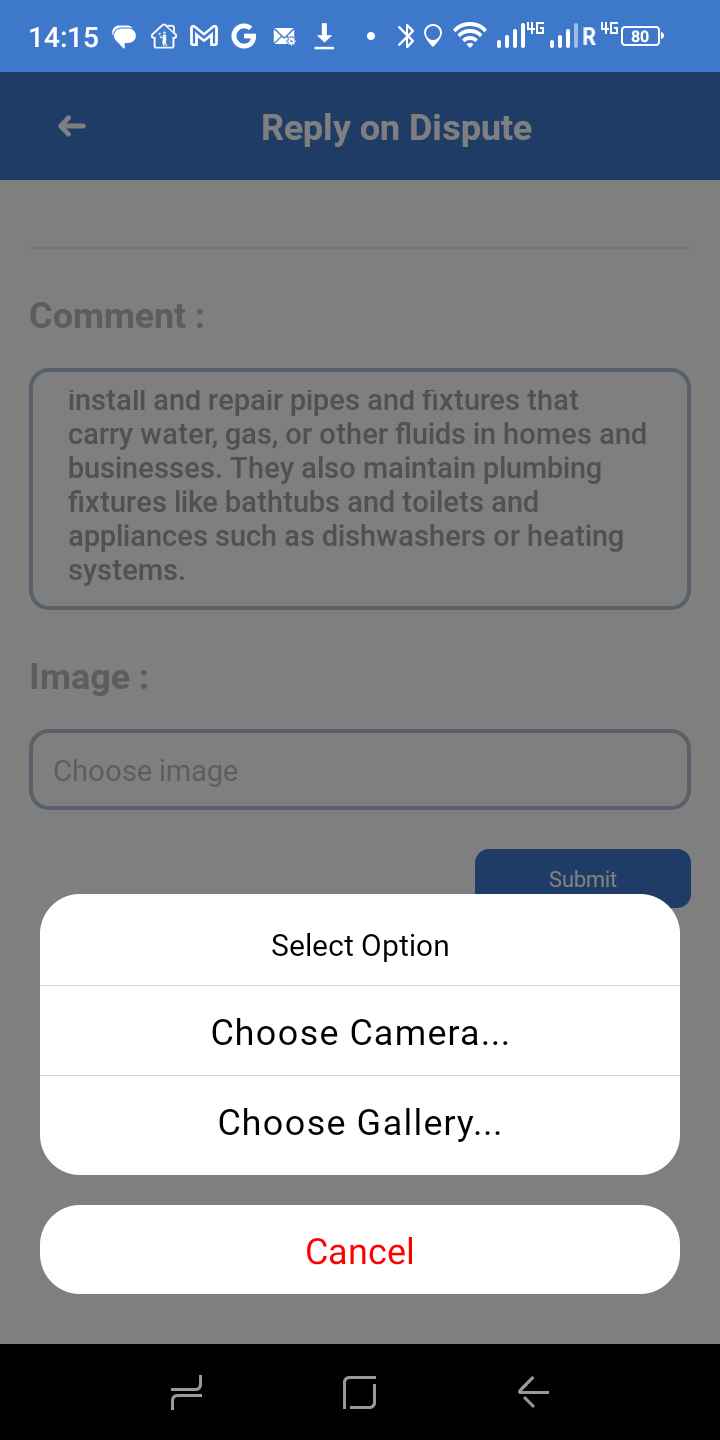 14:15 4G R 4G 80
Reply on Dispute
Comment :
install and repair pipes and fixtures that
carry water, gas, or other fluids in homes and
businesses. They also maintain plumbing
fixtures like bathtubs and toilets and
appliances such as dishwashers or heating
systems.
Image :
Choose image
Submit
Select Option
Choose Camera...
Choose Gallery...
Cancel